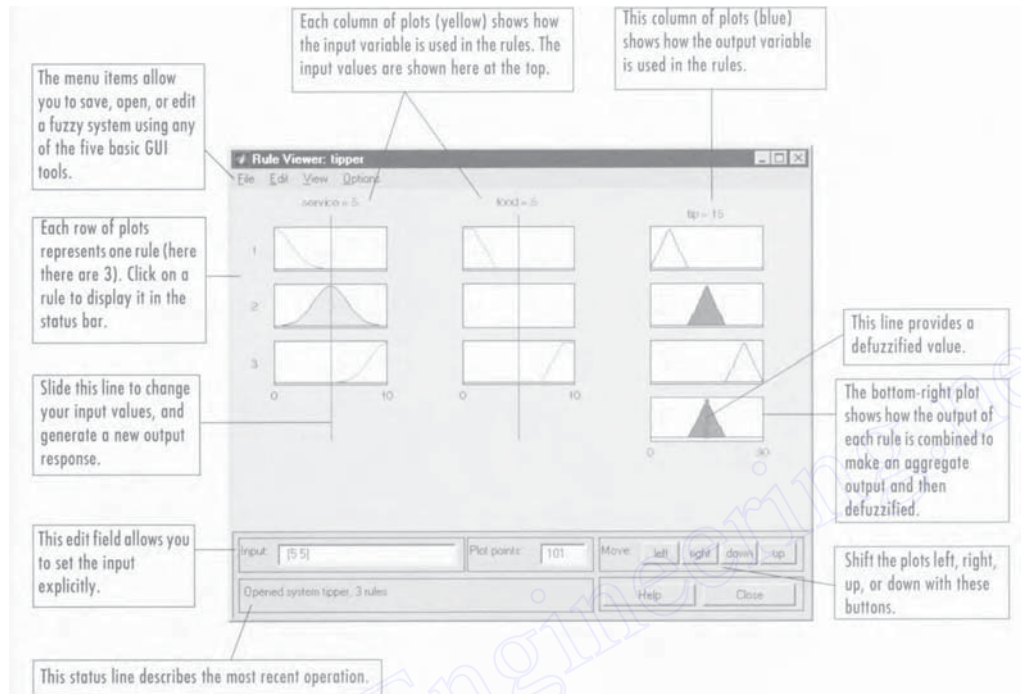 Each column of plots (yellow) shows how
the input variable is used in the rules. The
input values are shown here at the top.
This column of plots (blue)
shows how the output variable
is used in the rules.
The menu items allow
you to save, open, or edit
a fuzzy system using any
of the five basic GUI
tools.
Rule Viewer: tipper
File Edit View Options
service = 5
food = 5
tip = 15
Each row of plots
represents one rule (here
there are 3). Click on a
rule to display it in the
status bar.
1
2
3
0
10
0
10
0
30
This line provides a
defuzzified value.
Slide this line to change
your input values, and
generate a new output
response.
The bottom-right plot
shows how the output of
each rule is combined to
make an aggregate
output and then
defuzzified.
This edit field allows you
to set the input
explicitly.
Input: [5 5]
Plot points: 101
Move: left right down up
Opened system tipper, 3 rules
Help
Close
Shift the plots left, right,
up, or down with these
buttons.
This status line describes the most recent operation.